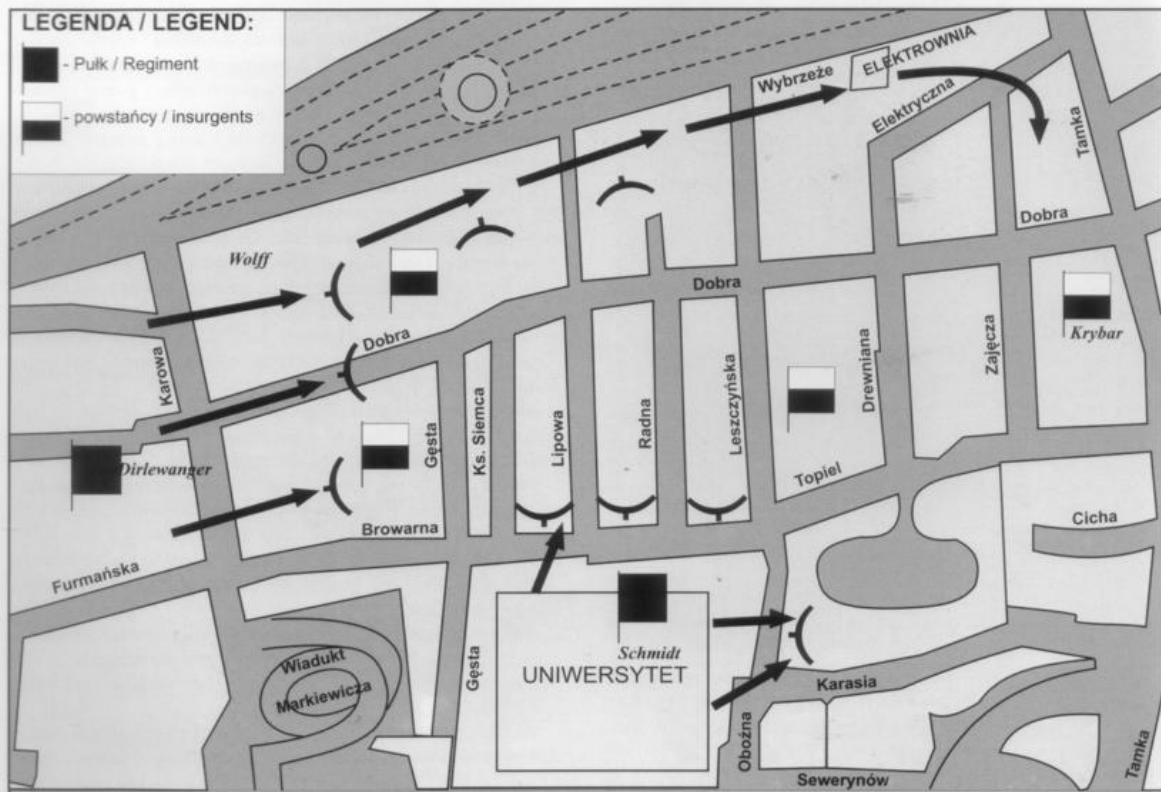 LEGENDA / LEGEND:
- Pułk / Regiment
- powstańcy / insurgents
Wybrzeże
ELEKTROWNIA
Elektryczna
Tamka
Dobra
Wolff
Dobra
Krybar
Dobra
Karowa
Gęsta
Ks. Siemca
Lipowa
Radna
Leszczyńska
Drewniana
Zajęcza
Dirlewanger
Topiel
Browarna
Cicha
Furmańska
Schmidt
UNIWERSYTET
Gęsta
Wiadukt
Markiewicza
Karasia
Oboźna
Sewerynów
Tamka